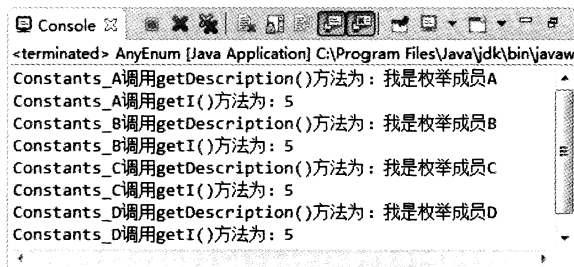 Console
<terminated> AnyEnum [Java Application] C:\Program Files\Java\jdk\bin\javaw
Constants_A调用getDescription()方法为：我是枚举成员A
Constants_A调用getI()方法为：5
Constants_B调用getDescription()方法为：我是枚举成员B
Constants_B调用getI()方法为：5
Constants_C调用getDescription()方法为：我是枚举成员C
Constants_C调用getI()方法为：5
Constants_D调用getDescription()方法为：我是枚举成员D
Constants_D调用getI()方法为：5